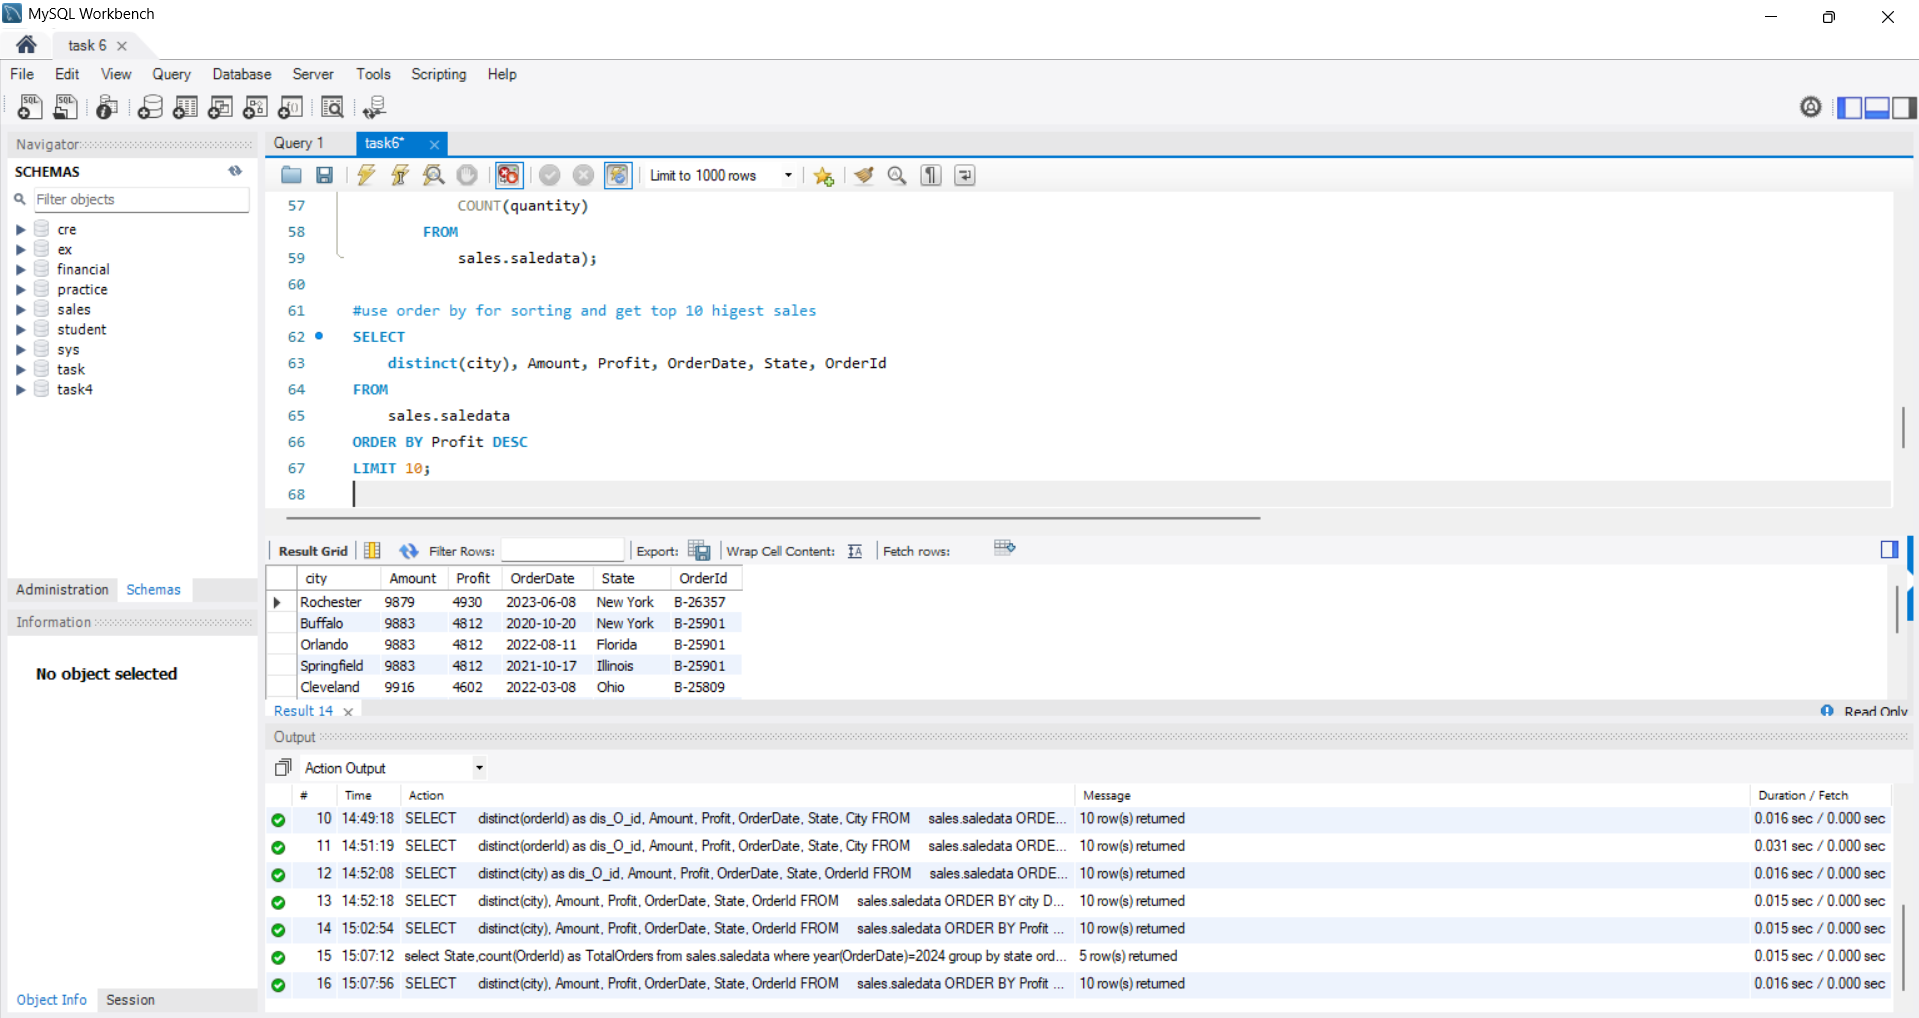 MySQL Workbench
task 6
File Edit View Query Database Server Tools Scripting Help
Navigator
SCHEMAS
Filter objects
cre
ex
financial
practice
sales
student
sys
task
task4
Administration Schemas
Information
No object selected
Object Info Session
Query 1 task6*
Limit to 1000 rows
57 COUNT(quantity)
58 FROM
59 sales.saledata);
60
61 #use order by for sorting and get top 10 higest sales
62 SELECT
63 distinct(city), Amount, Profit, OrderDate, State, OrderId
64 FROM
65 sales.saledata
66 ORDER BY Profit DESC
67 LIMIT 10;
68
Result Grid Filter Rows: Export: Wrap Cell Content: Fetch rows:
city Amount Profit OrderDate State OrderId
Rochester 9879 4930 2023-06-08 New York B-26357
Buffalo 9883 4812 2020-10-20 New York B-25901
Orlando 9883 4812 2022-08-11 Florida B-25901
Springfield 9883 4812 2021-10-17 Illinois B-25901
Cleveland 9916 4602 2022-03-08 Ohio B-25809
Result 14 Read Only
Output
Action Output
# Time Action Message Duration / Fetch
10 14:49:18 SELECT distinct(orderId) as dis_O_id, Amount, Profit, OrderDate, State, City FROM sales.saledata ORDE... 10 row(s) returned 0.016 sec / 0.000 sec
11 14:51:19 SELECT distinct(orderId) as dis_O_id, Amount, Profit, OrderDate, State, City FROM sales.saledata ORDE... 10 row(s) returned 0.031 sec / 0.000 sec
12 14:52:08 SELECT distinct(city) as dis_O_id, Amount, Profit, OrderDate, State, OrderId FROM sales.saledata ORDE... 10 row(s) returned 0.016 sec / 0.000 sec
13 14:52:18 SELECT distinct(city), Amount, Profit, OrderDate, State, OrderId FROM sales.saledata ORDER BY city D... 10 row(s) returned 0.015 sec / 0.000 sec
14 15:02:54 SELECT distinct(city), Amount, Profit, OrderDate, State, OrderId FROM sales.saledata ORDER BY Profit ... 10 row(s) returned 0.015 sec / 0.000 sec
15 15:07:12 select State,count(OrderId) as TotalOrders from sales.saledata where year(OrderDate)=2024 group by state ord... 5 row(s) returned 0.015 sec / 0.000 sec
16 15:07:56 SELECT distinct(city), Amount, Profit, OrderDate, State, OrderId FROM sales.saledata ORDER BY Profit ... 10 row(s) returned 0.016 sec / 0.000 sec